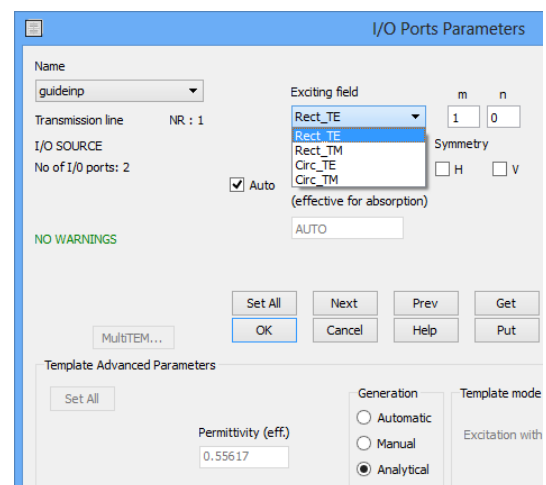 I/O Ports Parameters
Name
guideinp
Exciting field
m n
Transmission line NR : 1
Rect_TE
1 0
Rect_TE
Rect_TM
Circ_TE
Circ_TM
I/O SOURCE
Symmetry
No of I/0 ports: 2
H V
Auto
(effective for absorption)
AUTO
NO WARNINGS
Set All Next Prev Get
MultiTEM... OK Cancel Help Put
Template Advanced Parameters
Set All
Generation
Template mode
Automatic
Permittivity (eff.)
Manual
Excitation with
0.55617
Analytical